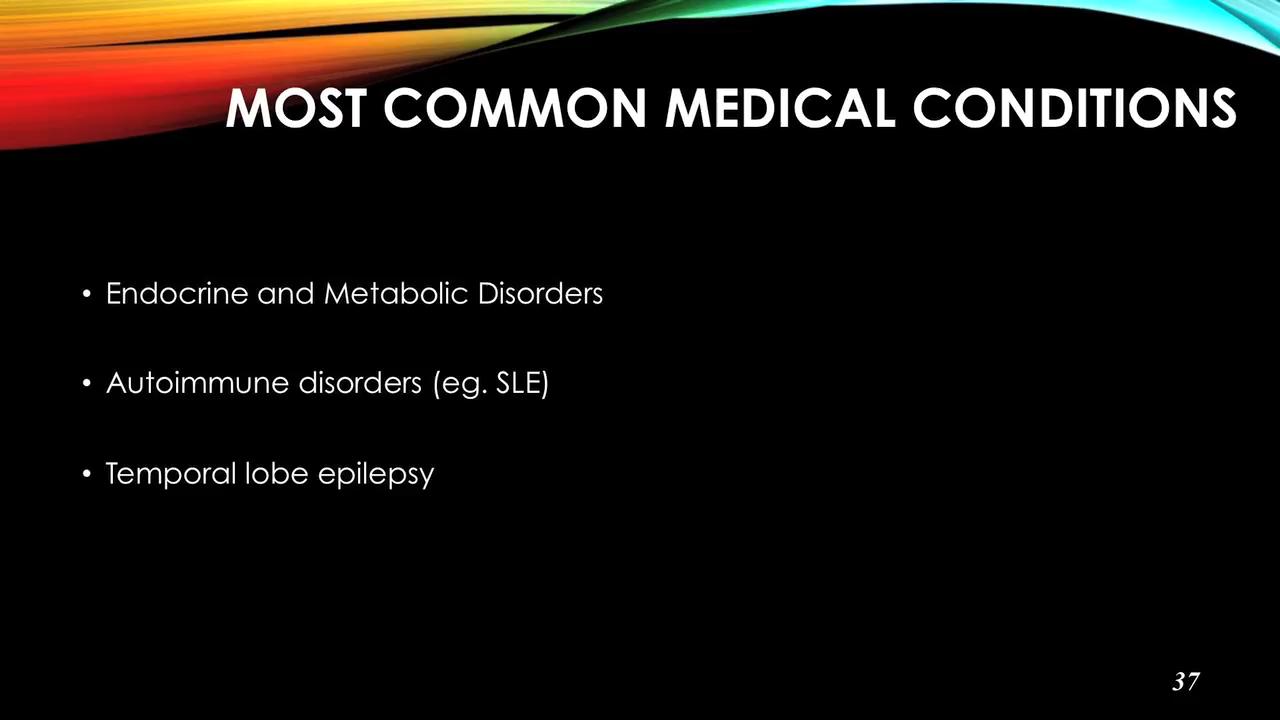 MOST COMMON MEDICAL CONDITIONS
• Endocrine and Metabolic Disorders
• Autoimmune disorders (eg. SLE)
• Temporal lobe epilepsy
37